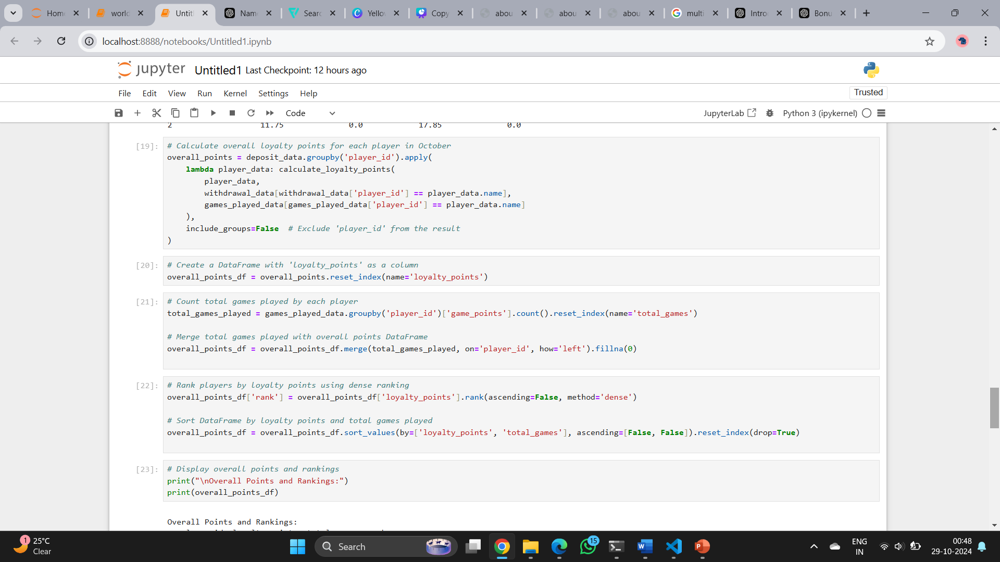 Home
world
Untitl
Name
Searc
Yello
Copy
abou
abou
abou
multi
Intro
Bonu
localhost:8888/notebooks/Untitled1.ipynb
jupyter Untitled1 Last Checkpoint: 12 hours ago
File Edit View Run Kernel Settings Help
Trusted
Code
JupyterLab
Python 3 (ipykernel)
2 11.75 0.0 17.85 0.0
[19]:
# Calculate overall loyalty points for each player in October
overall_points = deposit_data.groupby('player_id').apply(
    lambda player_data: calculate_loyalty_points(
        player_data,
        withdrawal_data[withdrawal_data['player_id'] == player_data.name],
        games_played_data[games_played_data['player_id'] == player_data.name]
    ),
    include_groups=False  # Exclude 'player_id' from the result
)
[20]:
# Create a DataFrame with 'loyalty_points' as a column
overall_points_df = overall_points.reset_index(name='loyalty_points')
[21]:
# Count total games played by each player
total_games_played = games_played_data.groupby('player_id')['game_points'].count().reset_index(name='total_games')
# Merge total games played with overall points DataFrame
overall_points_df = overall_points_df.merge(total_games_played, on='player_id', how='left').fillna(0)
[22]:
# Rank players by loyalty points using dense ranking
overall_points_df['rank'] = overall_points_df['loyalty_points'].rank(ascending=False, method='dense')
# Sort DataFrame by loyalty points and total games played
overall_points_df = overall_points_df.sort_values(by=['loyalty_points', 'total_games'], ascending=[False, False]).reset_index(drop=True)
[23]:
# Display overall points and rankings
print("\nOverall Points and Rankings:")
print(overall_points_df)
Overall Points and Rankings:
1
25°C
Clear
Search
15
ENG
IN
00:48
29-10-2024